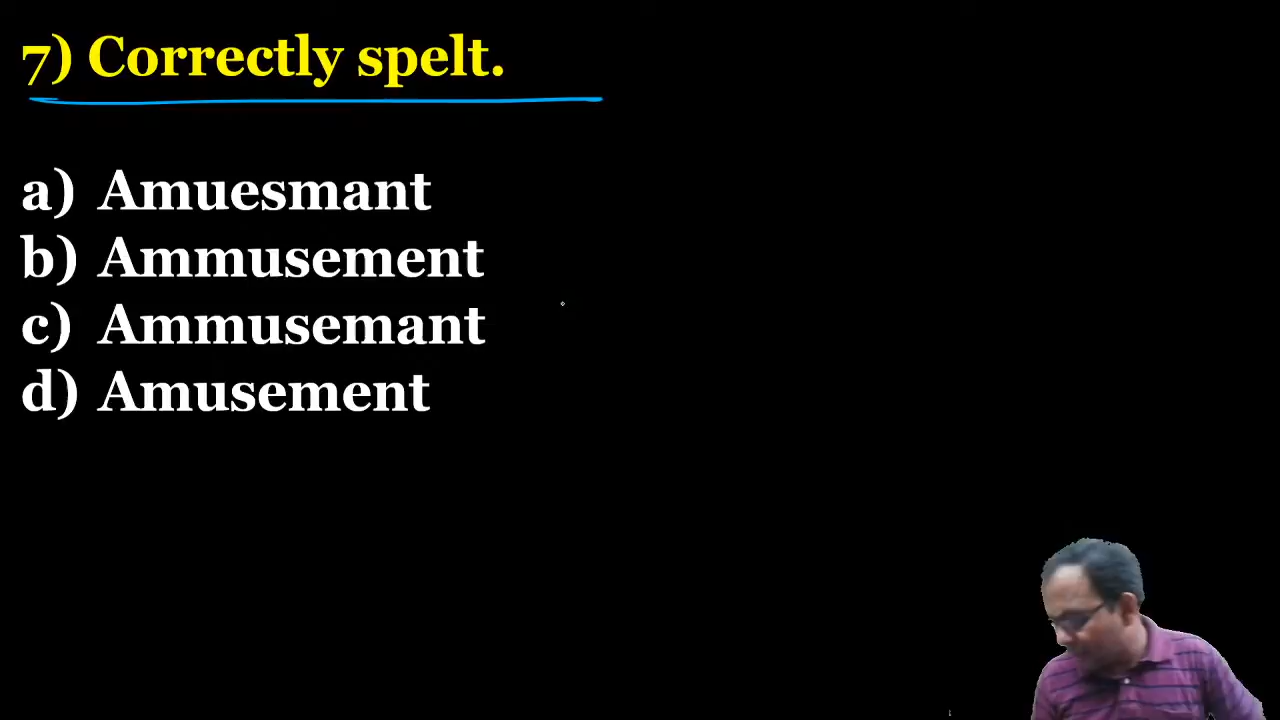 7) Correctly spelt.
a) Amuesmant
b) Ammusement
c) Ammusemant
d) Amusement